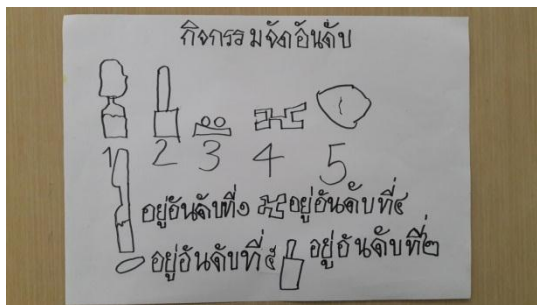 กิจกรรมจัดอันดับ
1 2 3 4 5
อยู่อันดับที่๑ อยู่อันดับที่๔
อยู่อันดับที่๕ อยู่อันดับที่๒